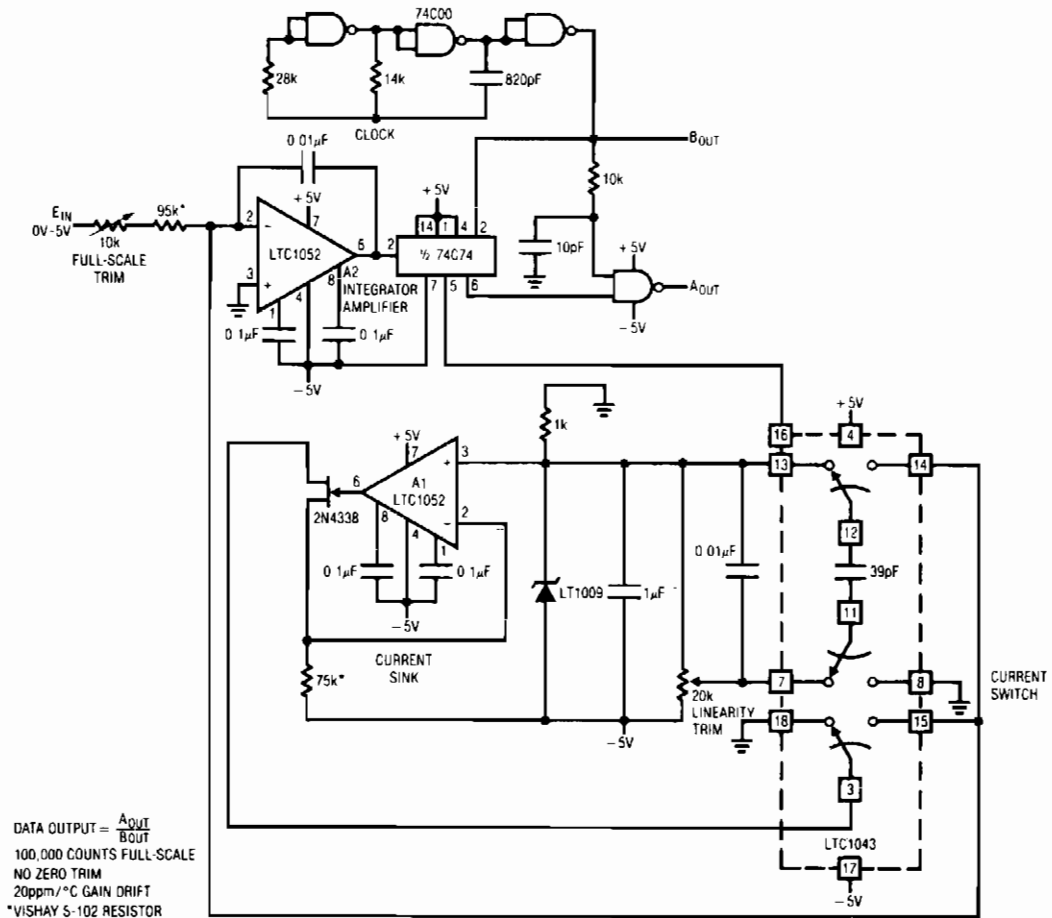 74C00
28k
14k
820pF
CLOCK
0 01µF
BOUT
+5V
+5V
10k
EIN
0V-5V
95k*
2
−
7
14 1 4 2
10k
FULL-SCALE
TRIM
LTC1052
6
2
½ 74C74
10pF
+5V
3
+
A2
8
INTEGRATOR
AMPLIFIER
7 5 6
AOUT
1
4
−5V
0 1µF
0 1µF
−5V
1k
+5V
16
4
+5V
7
3
13
14
6
A1
LTC1052
+
2N4338
8
2
−
12
4
1
0 01µF
39pF
0 1µF
0 1µF
LT1009
1µF
11
−5V
75k*
CURRENT
SINK
7
8
CURRENT
SWITCH
20k
LINEARITY
TRIM
18
15
−5V
3
DATA OUTPUT = AOUT
BOUT
LTC1043
100,000 COUNTS FULL-SCALE
NO ZERO TRIM
17
20ppm/°C GAIN DRIFT
−5V
*VISHAY S-102 RESISTOR